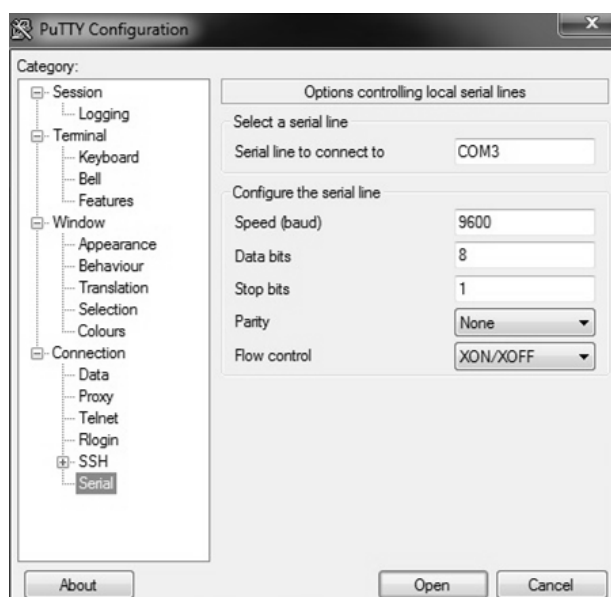 PuTTY Configuration
X
Category:
Session
Logging
Terminal
Keyboard
Bell
Features
Window
Appearance
Behaviour
Translation
Selection
Colours
Connection
Data
Proxy
Telnet
Rlogin
SSH
Serial
Options controlling local serial lines
Select a serial line
Serial line to connect to COM3
Configure the serial line
Speed (baud) 9600
Data bits 8
Stop bits 1
Parity None
Flow control XON/XOFF
About Open Cancel